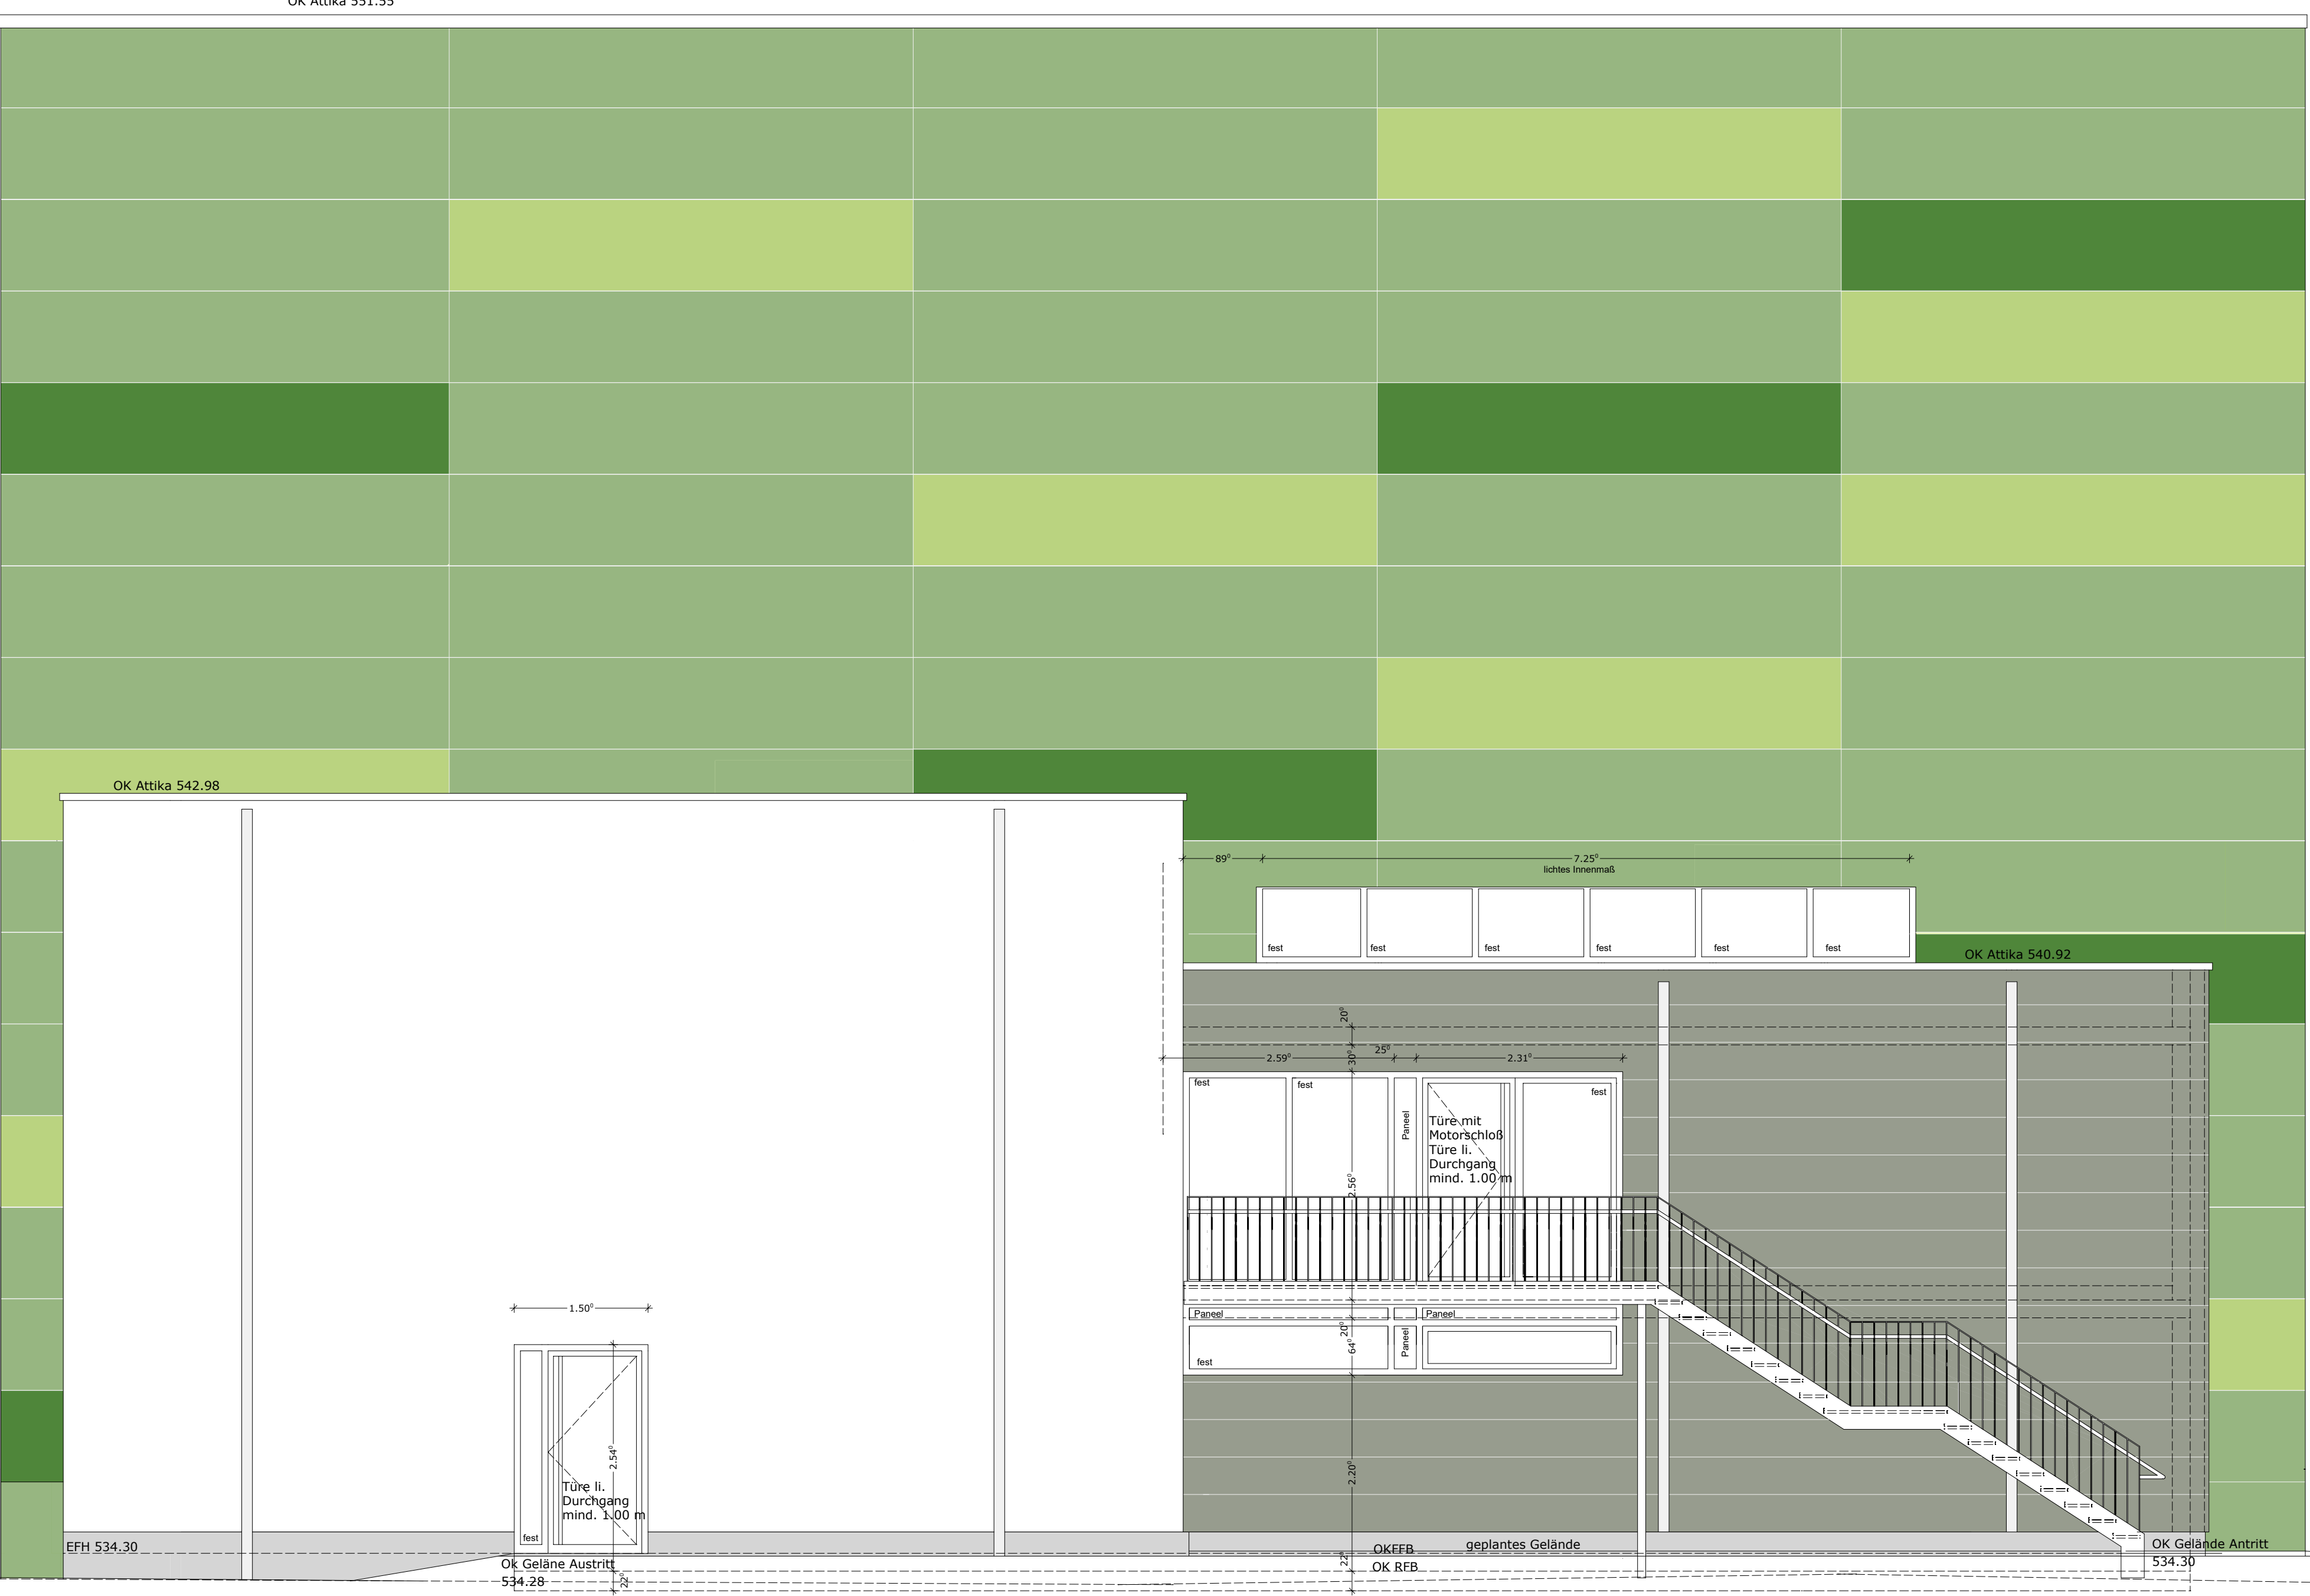 OK Attika 551.55
OK Attika 542.98
89⁰
7.25⁰
lichtes Innenmaß
fest
fest
fest
fest
fest
fest
OK Attika 540.92
20⁰
2.59⁰
30⁰
25⁰
2.31⁰
fest
fest
Paneel
fest
Türe mit
Motorschloß
Türe li.
Durchgang
mind. 1.00 m
2.56⁰
1.50⁰
Paneel
Paneel
20⁰
64⁰
Paneel
fest
2.54⁰
2.20⁰
Türe li.
Durchgang
mind. 1.00 m
fest
EFH 534.30
Ok Geläne Austritt
534.28
22⁰
22⁰
OKFFB
OK RFB
geplantes Gelände
OK Gelände Antritt
534.30